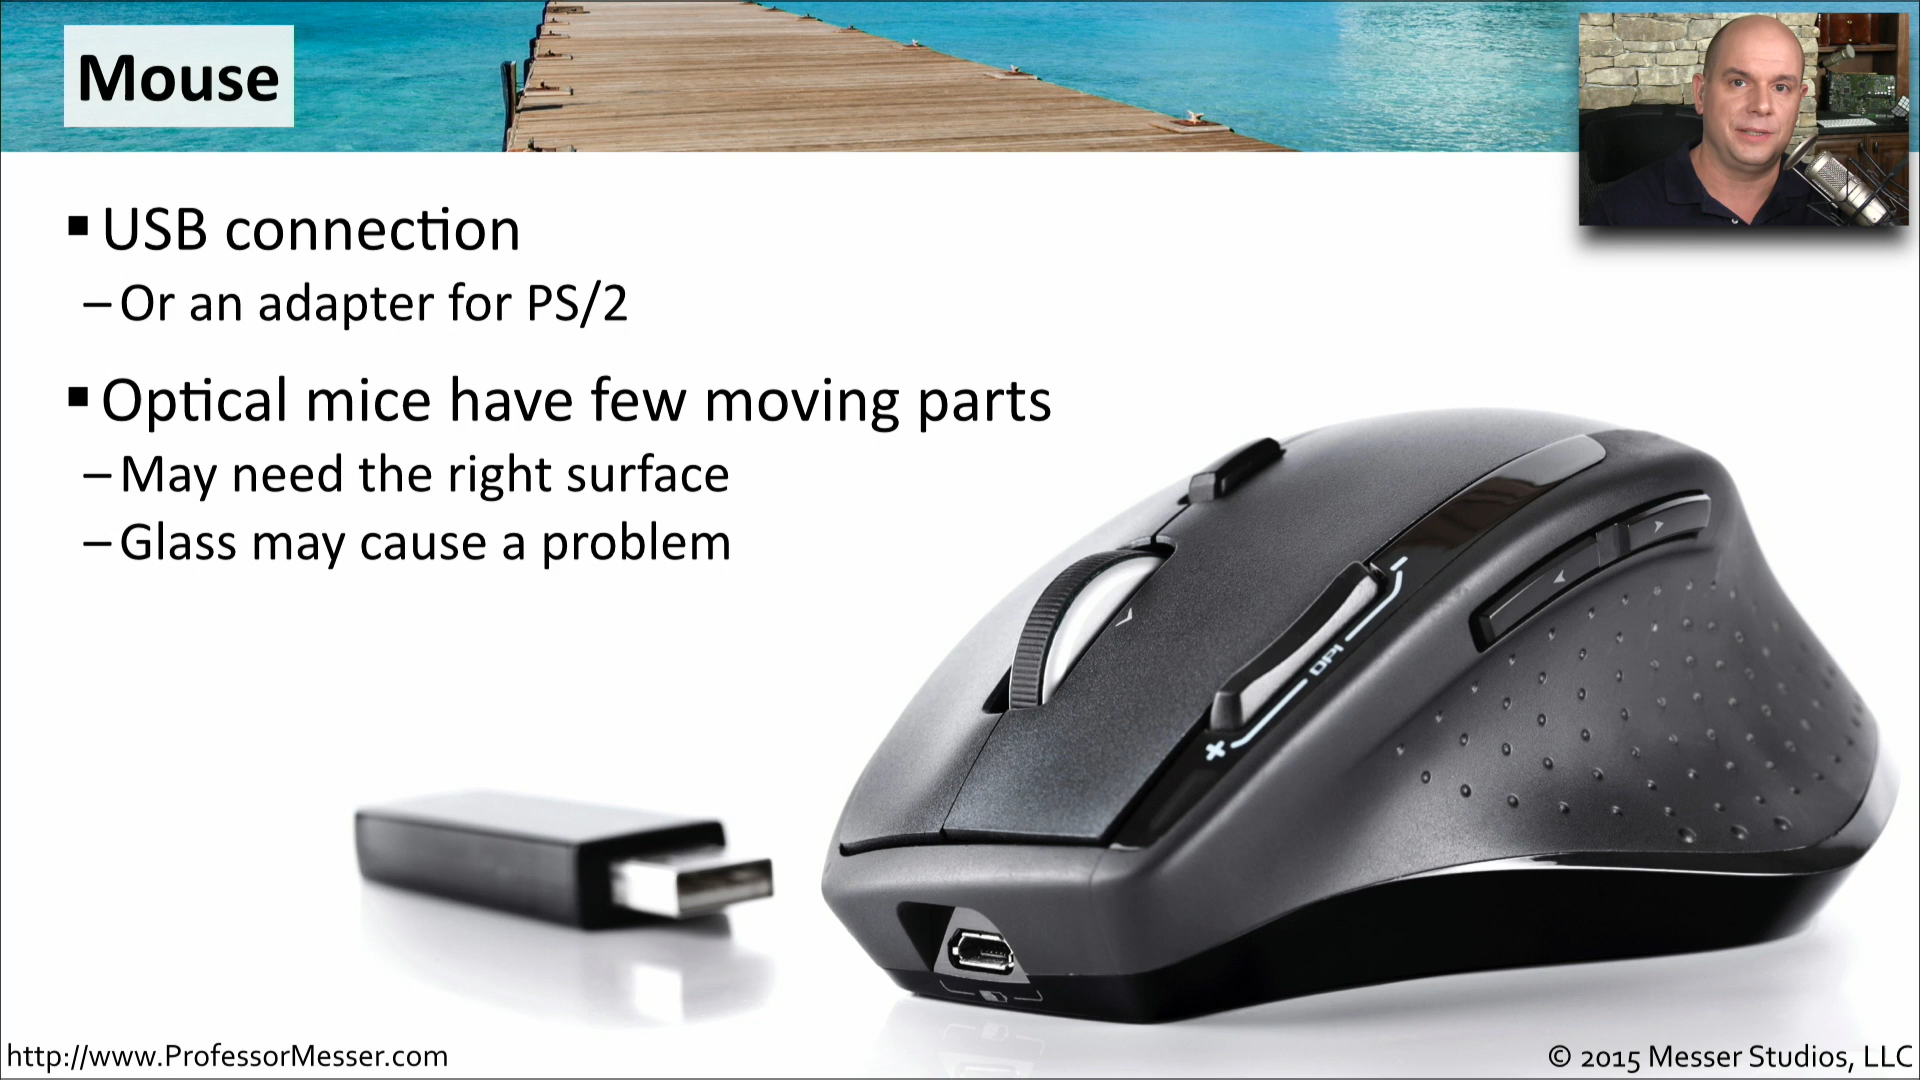 Mouse
▪ USB connection
– Or an adapter for PS/2
▪ Optical mice have few moving parts
– May need the right surface
– Glass may cause a problem
DPI
+
http://www.ProfessorMesser.com
© 2015 Messer Studios, LLC